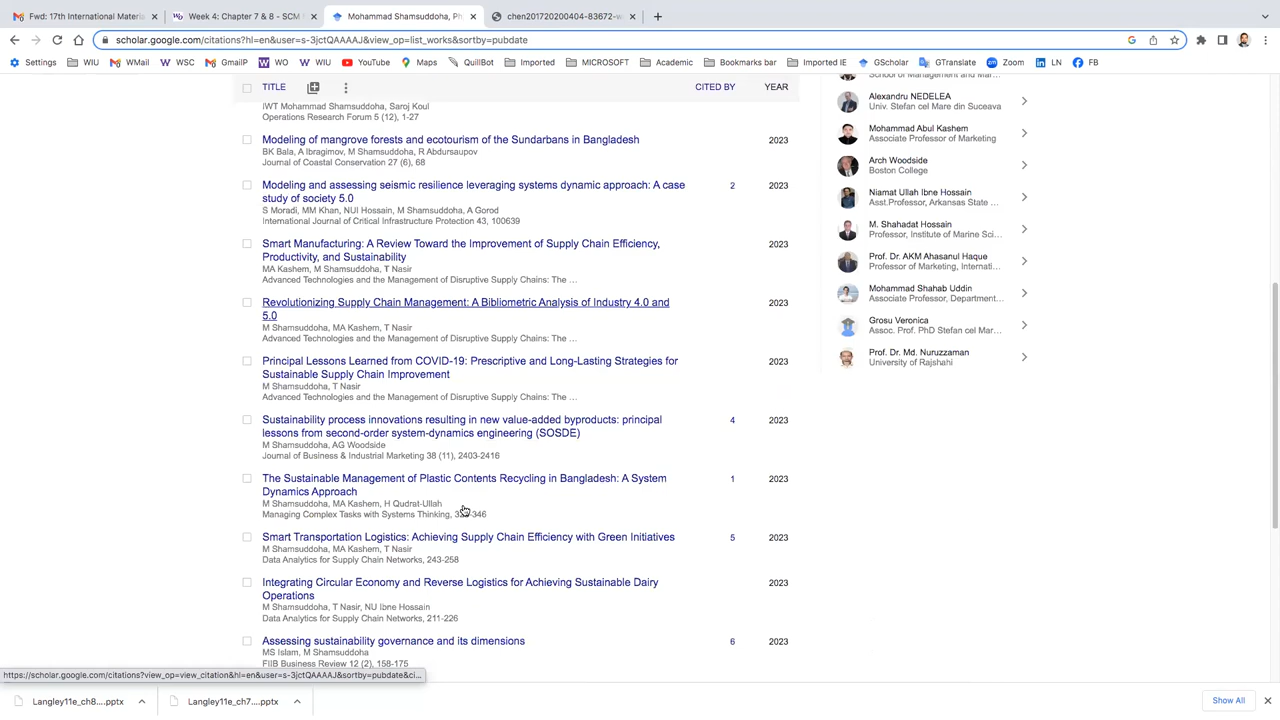 Fwd: 17th International Materi
Week 4: Chapter 7 & 8 - SCM F
Mohammad Shamsuddoha, Ph
chen201720200404-83672-w
scholar.google.com/citations?hl=en&user=s-3jctQAAAAJ&view_op=list_works&sortby=pubdate
Settings WIU WMail WSC GmailP WO WIU YouTube Maps QuillBot Imported MICROSOFT Academic Bookmarks bar Imported IE GScholar GTranslate Zoom LN FB
TITLE CITED BY YEAR
IWT Mohammad Shamsuddoha, Saroj Koul
Operations Research Forum 5 (12), 1-27
Modeling of mangrove forests and ecotourism of the Sundarbans in Bangladesh 2023
BK Bala, A Ibragimov, M Shamsuddoha, R Abdursaupov
Journal of Coastal Conservation 27 (6), 68
Modeling and assessing seismic resilience leveraging systems dynamic approach: A case 2 2023
study of society 5.0
S Moradi, MM Khan, NUI Hossain, M Shamsuddoha, A Gorod
International Journal of Critical Infrastructure Protection 43, 100639
Smart Manufacturing: A Review Toward the Improvement of Supply Chain Efficiency, 2023
Productivity, and Sustainability
MA Kashem, M Shamsuddoha, T Nasir
Advanced Technologies and the Management of Disruptive Supply Chains: The ...
Revolutionizing Supply Chain Management: A Bibliometric Analysis of Industry 4.0 and 2023
5.0
M Shamsuddoha, MA Kashem, T Nasir
Advanced Technologies and the Management of Disruptive Supply Chains: The ...
Principal Lessons Learned from COVID-19: Prescriptive and Long-Lasting Strategies for 2023
Sustainable Supply Chain Improvement
M Shamsuddoha, T Nasir
Advanced Technologies and the Management of Disruptive Supply Chains: The ...
Sustainability process innovations resulting in new value-added byproducts: principal 4 2023
lessons from second-order system-dynamics engineering (SOSDE)
M Shamsuddoha, AG Woodside
Journal of Business & Industrial Marketing 38 (11), 2403-2416
The Sustainable Management of Plastic Contents Recycling in Bangladesh: A System 1 2023
Dynamics Approach
M Shamsuddoha, MA Kashem, H Qudrat-Ullah
Managing Complex Tasks with Systems Thinking,
Smart Transportation Logistics: Achieving Supply Chain Efficiency with Green Initiatives 5 2023
M Shamsuddoha, MA Kashem, T Nasir
Data Analytics for Supply Chain Networks, 243-258
Integrating Circular Economy and Reverse Logistics for Achieving Sustainable Dairy 2023
Operations
M Shamsuddoha, T Nasir, NU Ibne Hossain
Data Analytics for Supply Chain Networks, 211-226
Assessing sustainability governance and its dimensions 6 2023
MS Islam, M Shamsuddoha
FIIB Business Review 12 (2), 158-175
Alexandru NEDELEA
Univ. Stefan cel Mare din Suceava
Mohammad Abul Kashem
Associate Professor of Marketing
Arch Woodside
Boston College
Niamat Ullah Ibne Hossain
Asst.Professor, Arkansas State ...
M. Shahadat Hossain
Professor, Institute of Marine Sci...
Prof. Dr. AKM Ahasanul Haque
Professor of Marketing, Internati...
Mohammad Shahab Uddin
Associate Professor, Department...
Grosu Veronica
Assoc. Prof. PhD Stefan cel Mar...
Prof. Dr. Md. Nuruzzaman
University of Rajshahi
https://scholar.google.com/citations?view_op=view_citation&hl=en&user=s-3jctQAAAAJ&sortby=pubdate&ci...
Langley11e_ch8....pptx
Langley11e_ch7....pptx
Show All